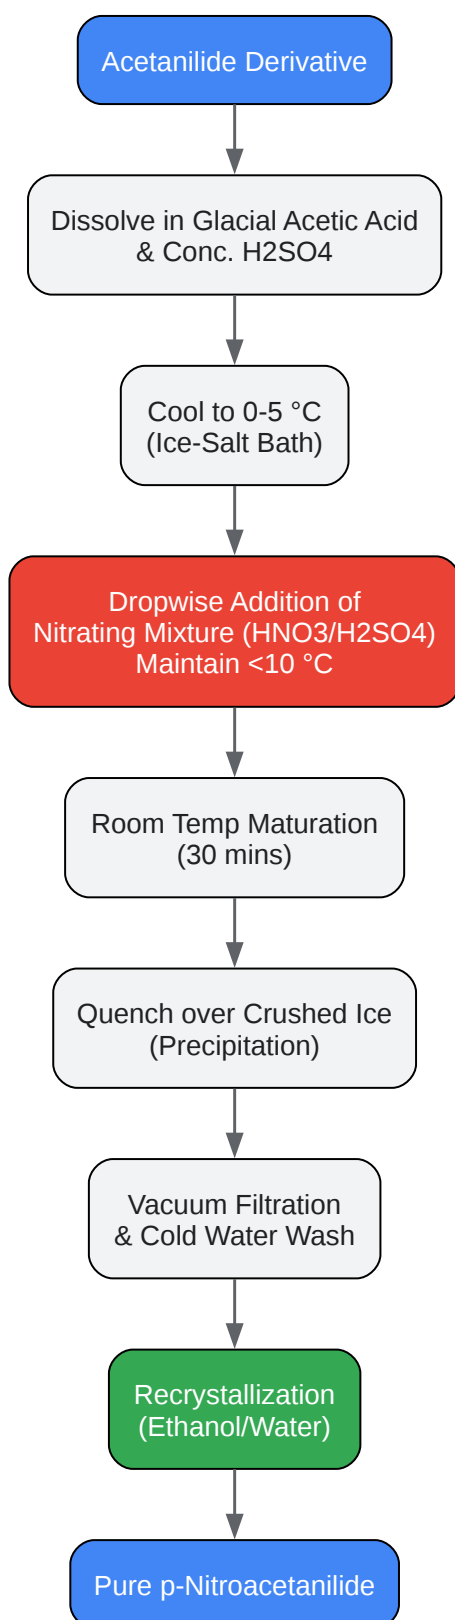 Acetanilide Derivative
Dissolve in Glacial Acetic Acid
& Conc. H2SO4
Cool to 0-5 °C
(Ice-Salt Bath)
Dropwise Addition of
Nitrating Mixture (HNO3/H2SO4)
Maintain <10 °C
Room Temp Maturation
(30 mins)
Quench over Crushed Ice
(Precipitation)
Vacuum Filtration
& Cold Water Wash
Recrystallization
(Ethanol/Water)
Pure p-Nitroacetanilide